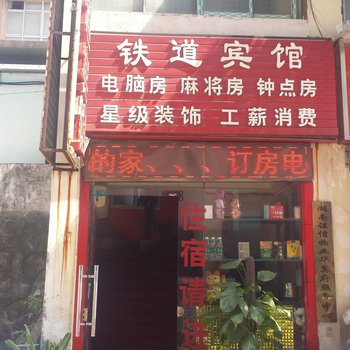 铁道宾馆
电脑房 麻将房 钟点房
星级装饰 工薪消费
的家、、、订房电
住宿请进